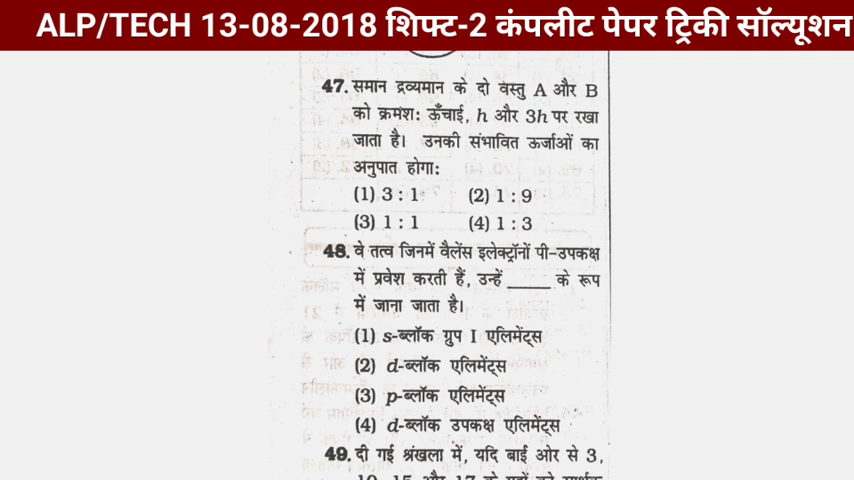 ALP/TECH 13-08-2018 शिफ्ट-2 कंपलीट पेपर ट्रिकी सॉल्यूशन
47. समान द्रव्यमान के दो वस्तु A और B
को क्रमशः ऊँचाई, h और 3h पर रखा
जाता है। उनकी संभावित ऊर्जाओं का
अनुपात होगा:
(1) 3 : 1 (2) 1 : 9
(3) 1 : 1 (4) 1 : 3
48. वे तत्व जिनमें वैलेंस इलेक्ट्रॉनों पी-उपकक्ष
में प्रवेश करती हैं, उन्हें _____ के रूप
में जाना जाता है।
(1) s-ब्लॉक ग्रुप I एलिमेंट्स
(2) d-ब्लॉक एलिमेंट्स
(3) p-ब्लॉक एलिमेंट्स
(4) d-ब्लॉक उपकक्ष एलिमेंट्स
49. दी गई श्रंखला में, यदि बाईं ओर से 3,